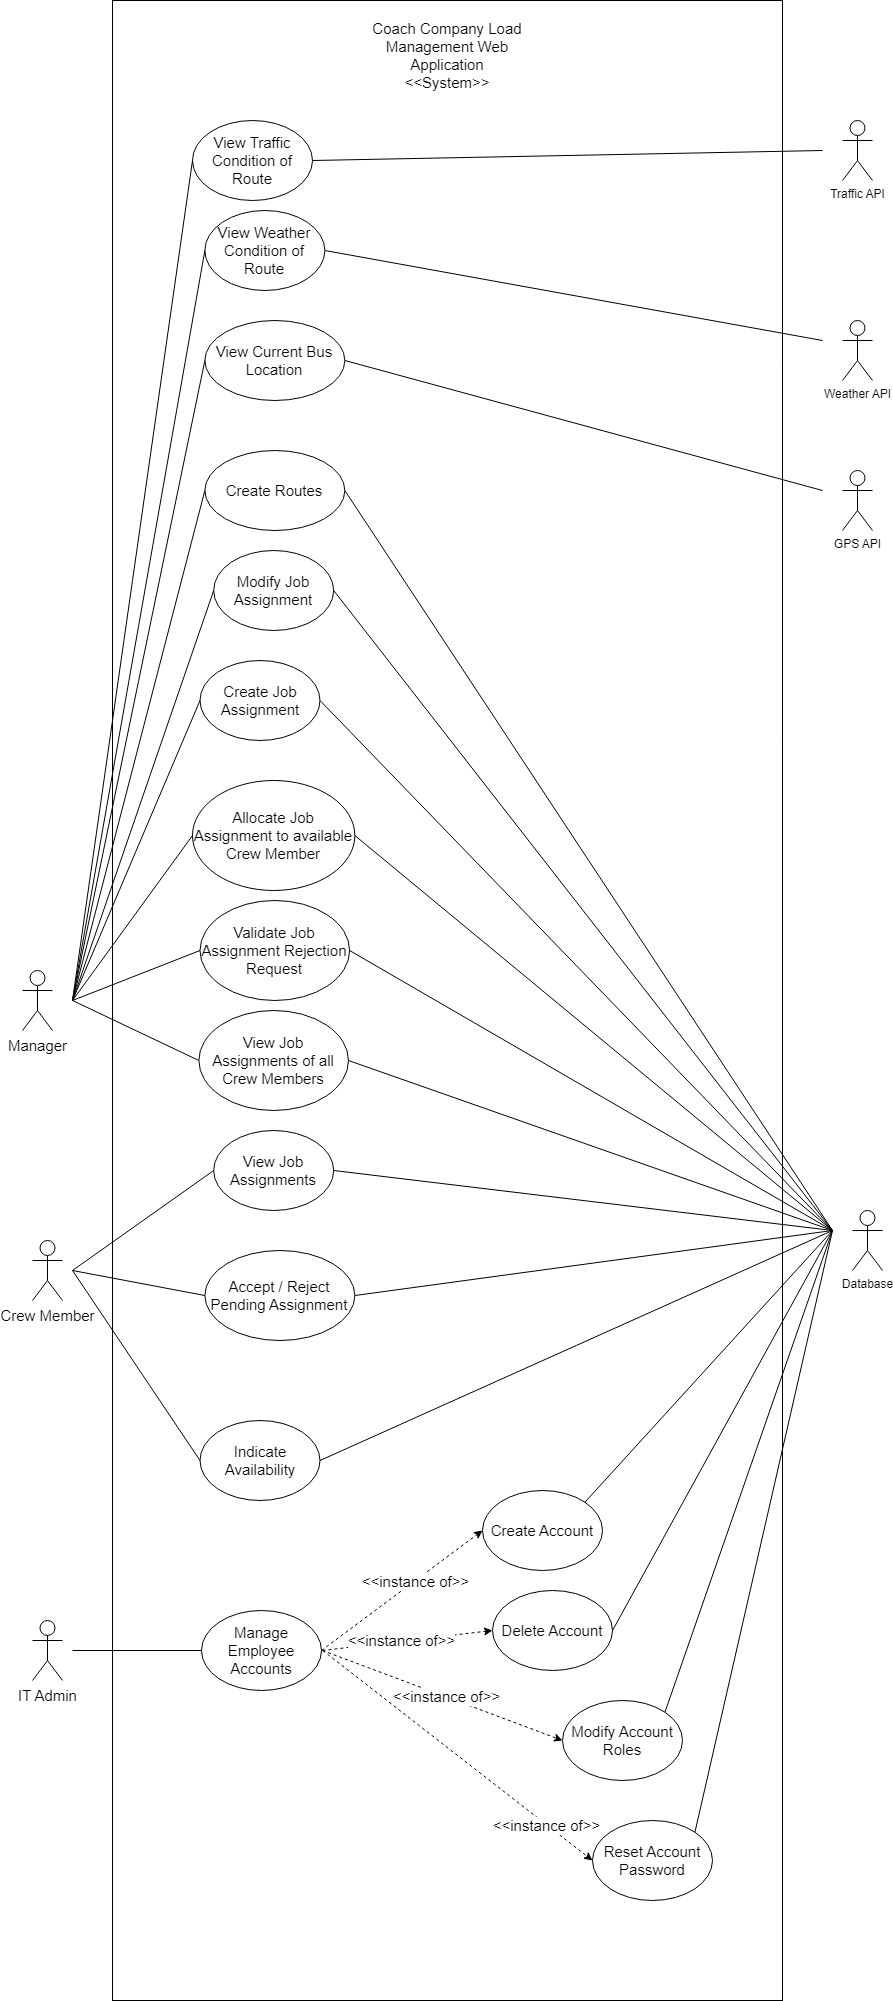 Coach Company Load
Management Web
Application
<<System>>
View Traffic
Condition of
Route
Traffic API
View Weather
Condition of
Route
View Current Bus
Location
Weather API
Create Routes
GPS API
Modify Job
Assignment
Create Job
Assignment
Allocate Job
Assignment to available
Crew Member
Validate Job
Assignment Rejection
Request
Manager
View Job
Assignments of all
Crew Members
View Job
Assignments
Database
Crew Member
Accept / Reject
Pending Assignment
Indicate
Availability
Create Account
<<instance of>>
Manage
Employee
Accounts
<<instance of>>
Delete Account
IT Admin
<<instance of>>
Modify Account
Roles
<<instance of>>
Reset Account
Password